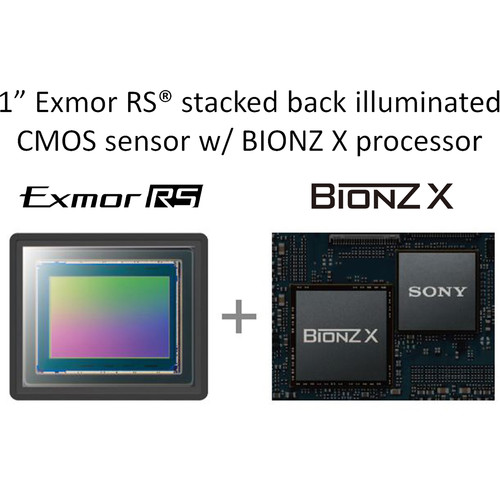 1” Exmor RS® stacked back illuminated
CMOS sensor w/ BIONZ X processor
Exmor RS
BIONZ X
+
SONY
BIONZ X